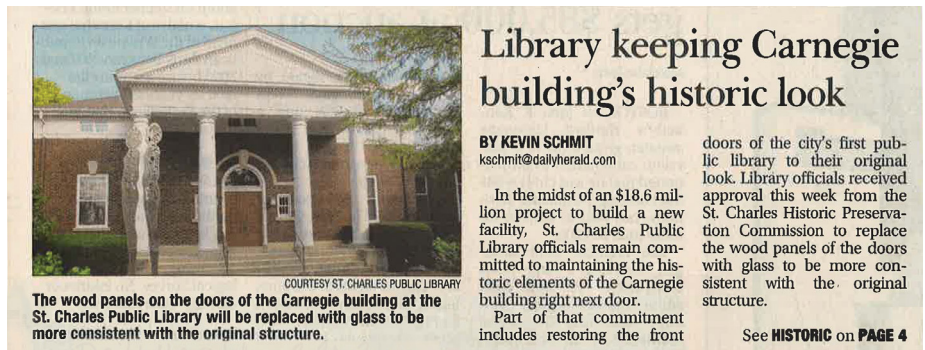 Library keeping Carnegie
building's historic look
COURTESY ST. CHARLES PUBLIC LIBRARY
The wood panels on the doors of the Carnegie building at the
St. Charles Public Library will be replaced with glass to be
more consistent with the original structure.
BY KEVIN SCHMIT
kschmit@dailyherald.com
In the midst of an $18.6 mil-
lion project to build a new
facility, St. Charles Public
Library officials remain com-
mitted to maintaining the his-
toric elements of the Carnegie
building right next door.
Part of that commitment
includes restoring the front
doors of the city's first pub-
lic library to their original
look. Library officials received
approval this week from the
St. Charles Historic Preserva-
tion Commission to replace
the wood panels of the doors
with glass to be more con-
sistent with the original
structure.
See HISTORIC on PAGE 4